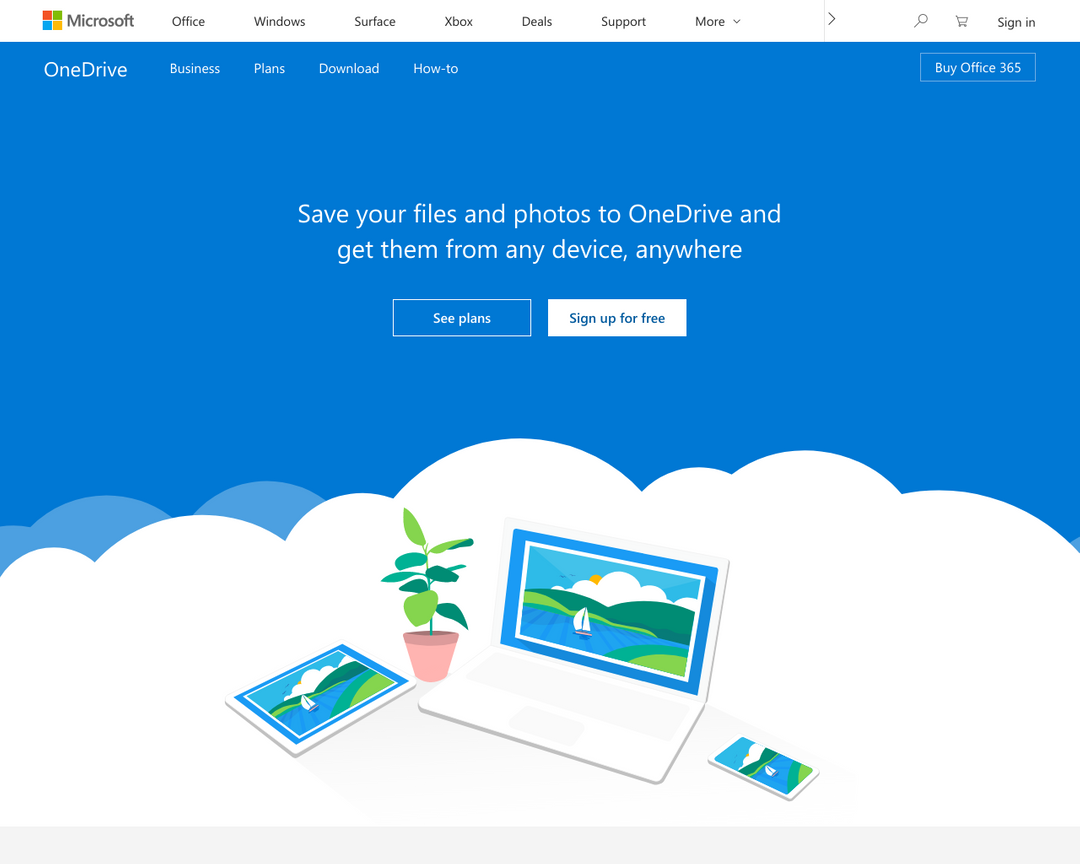 Microsoft Office Windows Surface Xbox Deals Support More Sign in
OneDrive Business Plans Download How-to Buy Office 365
Save your files and photos to OneDrive and
get them from any device, anywhere
See plans Sign up for free